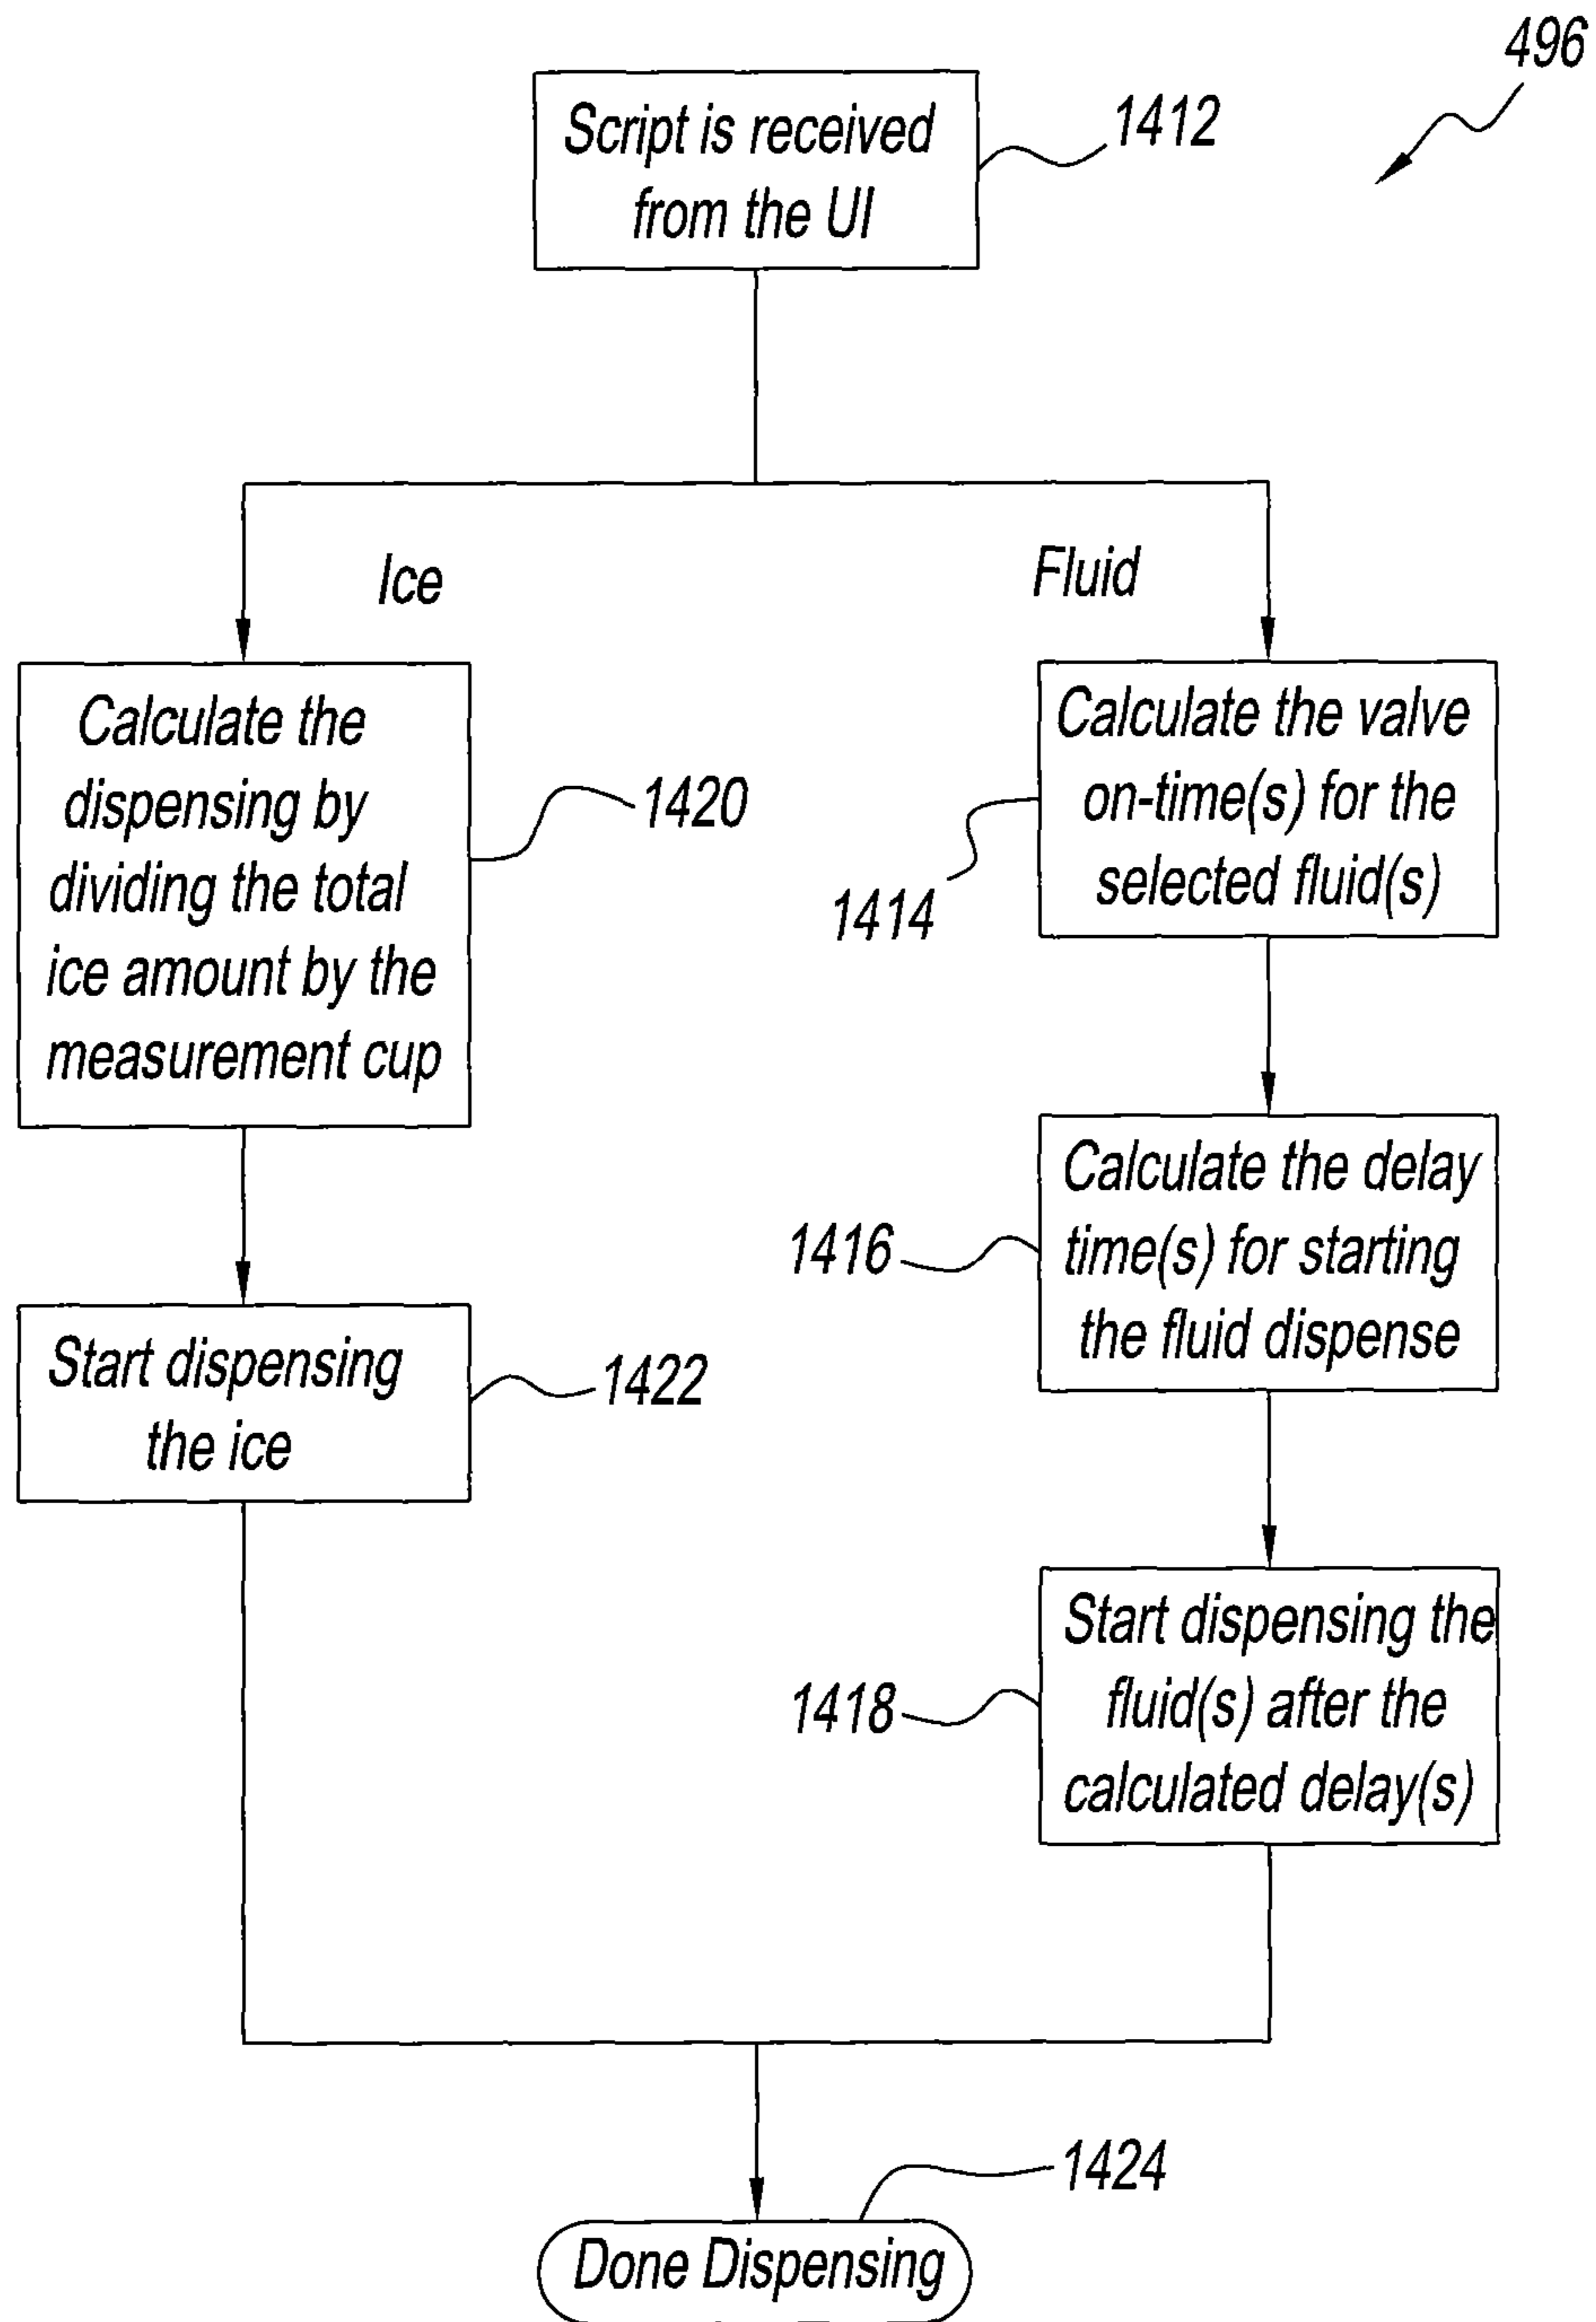 496
Script is received
from the UI
1412
Ice
Fluid
Calculate the
dispensing by
dividing the total
ice amount by the
measurement cup
1420
Calculate the valve
on-time(s) for the
selected fluid(s)
1414
Calculate the delay
time(s) for starting
the fluid dispense
1416
Start dispensing
the ice
1422
Start dispensing the
fluid(s) after the
calculated delay(s)
1418
1424
Done Dispensing